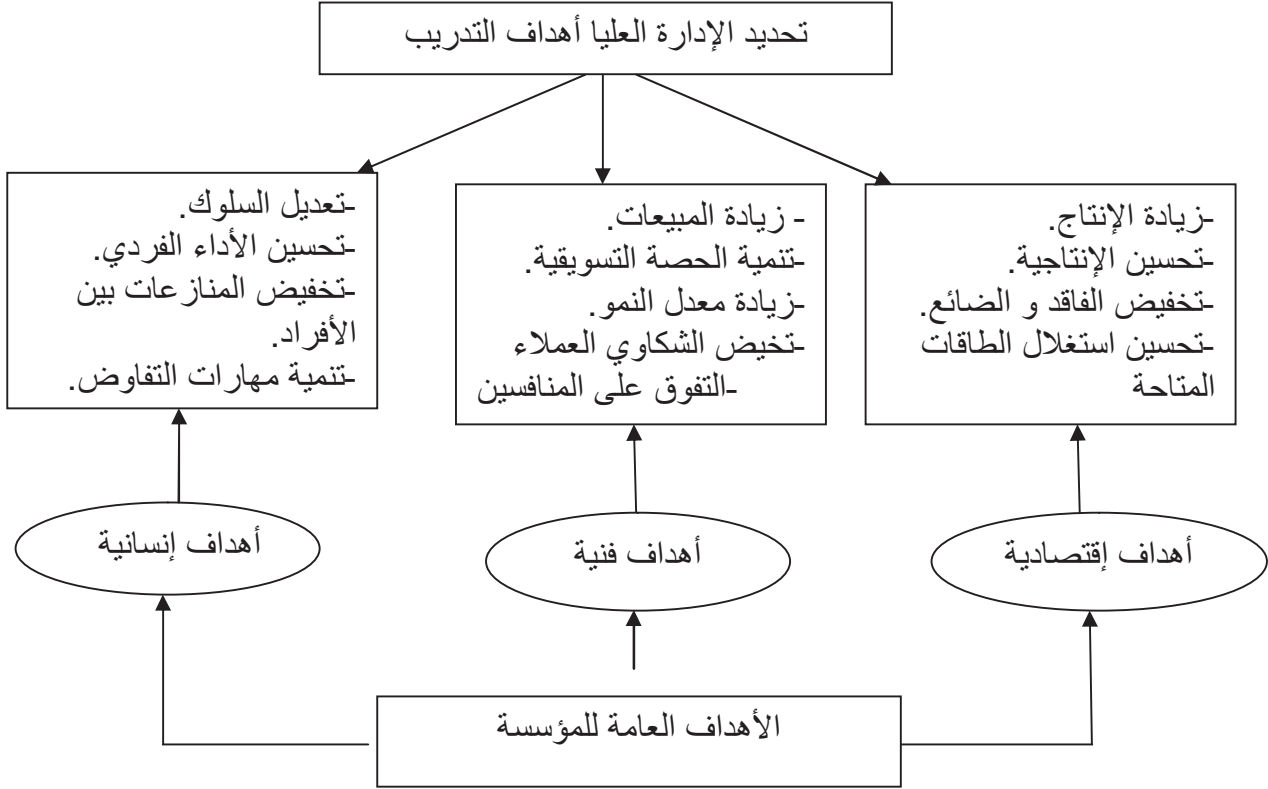 تحديد الإدارة العليا أهداف التدريب
-زيادة الإنتاج.
-تحسين الإنتاجية.
-تخفيض الفاقد و الضائع.
-تحسين استغلال الطاقات
المتاحة
- زيادة المبيعات.
-تنمية الحصة التسويقية.
-زيادة معدل النمو.
-تخيض الشكاوي العملاء
-التفوق على المنافسين
-تعديل السلوك.
-تحسين الأداء الفردي.
-تخفيض المنازعات بين
الأفراد.
-تنمية مهارات التفاوض.
أهداف إقتصادية
أهداف فنية
أهداف إنسانية
الأهداف العامة للمؤسسة